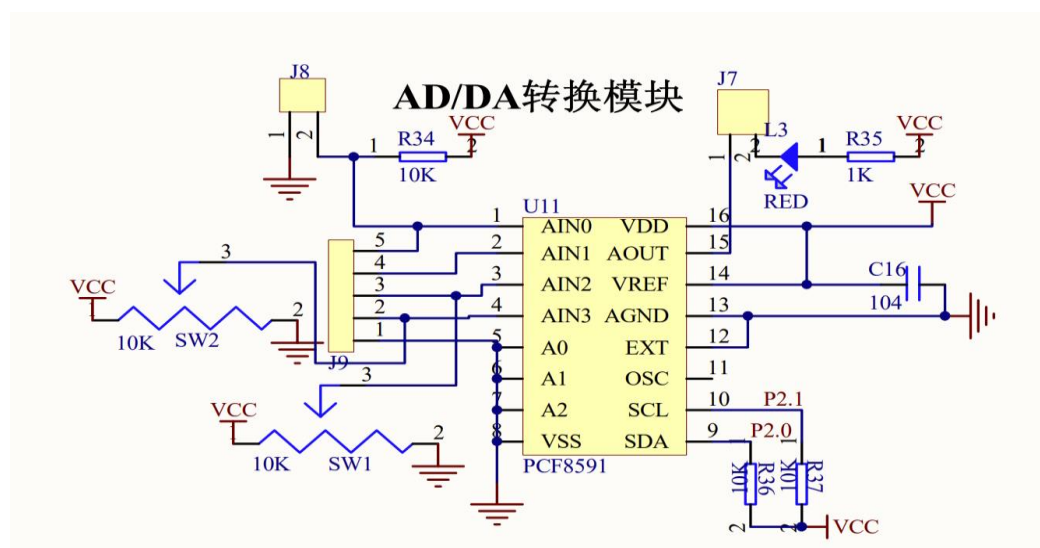 J8
J7
AD/DA转换模块
1
2
1
R34
2
VCC
10K
1
2
L3
2
1
R35
2
VCC
1K
RED
VCC
U11
1
AIN0
VDD
16
2
AIN1
AOUT
15
3
AIN2
VREF
14
4
AIN3
AGND
13
5
A0
EXT
12
6
A1
OSC
11
7
A2
SCL
10
8
VSS
SDA
9
PCF8591
C16
104
5
4
3
2
1
J9
3
VCC
1
10K
SW2
2
3
VCC
1
10K
SW1
2
P2.1
P2.0
1
10K
R36
2
1
10K
R37
2
VCC